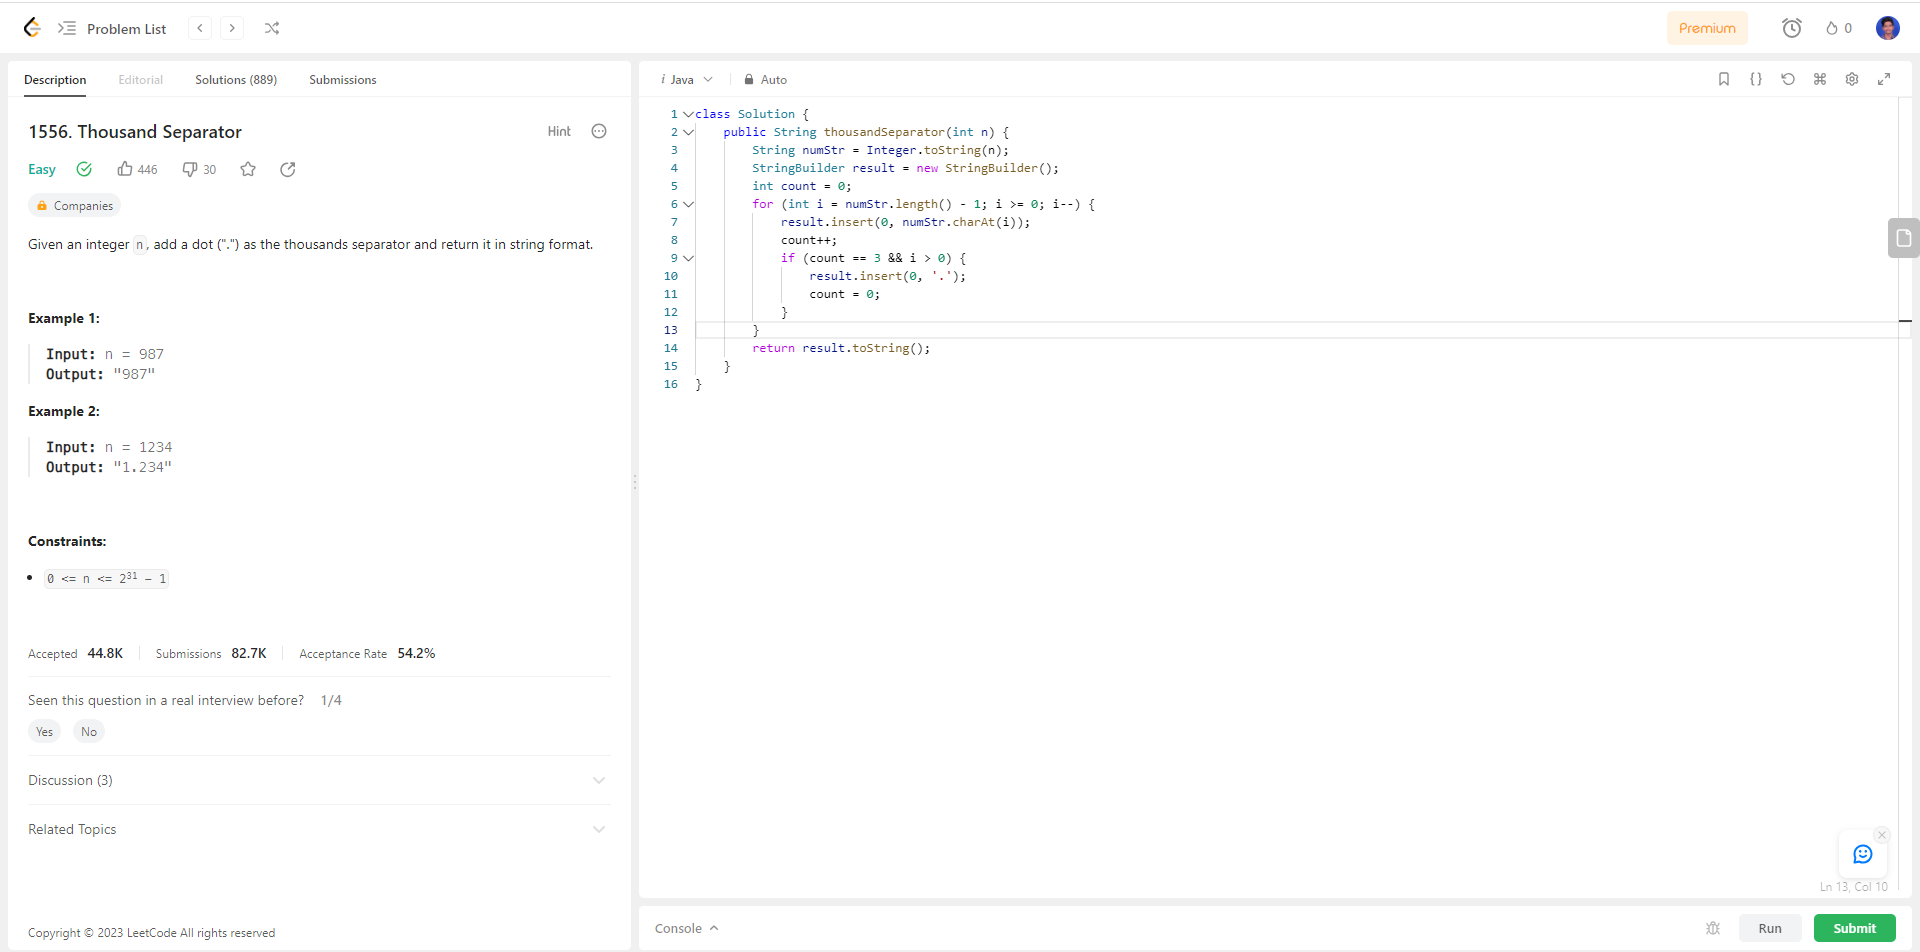 Problem List
Premium
0
Description Editorial Solutions (889) Submissions
1556. Thousand Separator
Hint
Easy 446 30
Companies
Given an integer n, add a dot (".") as the thousands separator and return it in string format.
Example 1:
Input: n = 987
Output: "987"
Example 2:
Input: n = 1234
Output: "1.234"
Constraints:
• 0 <= n <= 2³¹ - 1
Accepted 44.8K Submissions 82.7K Acceptance Rate 54.2%
Seen this question in a real interview before? 1/4
Yes No
Discussion (3)
Related Topics
Copyright © 2023 LeetCode All rights reserved
i Java Auto
1 class Solution {
2 public String thousandSeparator(int n) {
3 String numStr = Integer.toString(n);
4 StringBuilder result = new StringBuilder();
5 int count = 0;
6 for (int i = numStr.length() - 1; i >= 0; i--) {
7 result.insert(0, numStr.charAt(i));
8 count++;
9 if (count == 3 && i > 0) {
10 result.insert(0, '.');
11 count = 0;
12 }
13 }
14 return result.toString();
15 }
16 }
Ln 13, Col 10
Console Run Submit